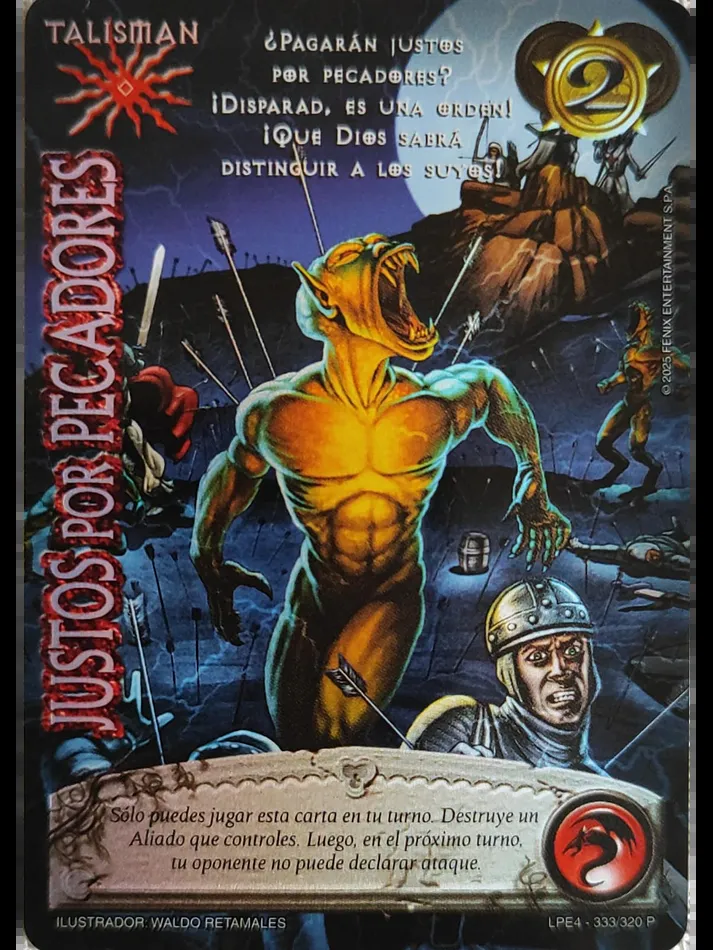 TALISMAN
¿PAGARÁN JUSTOS
POR PECADORES?
¡DISPARAD, ES UNA ORDEN!
¡QUE DIOS SABRÁ
DISTINGUIR A LOS SUYOS!
2
JUSTOS POR PECADORES
© 2025 FENIX ENTERTAINMENT S.P.A.
Sólo puedes jugar esta carta en tu turno. Destruye un
Aliado que controles. Luego, en el próximo turno,
tu oponente no puede declarar ataque.
ILUSTRADOR: WALDO RETAMALES
LPE4 - 333/320 P